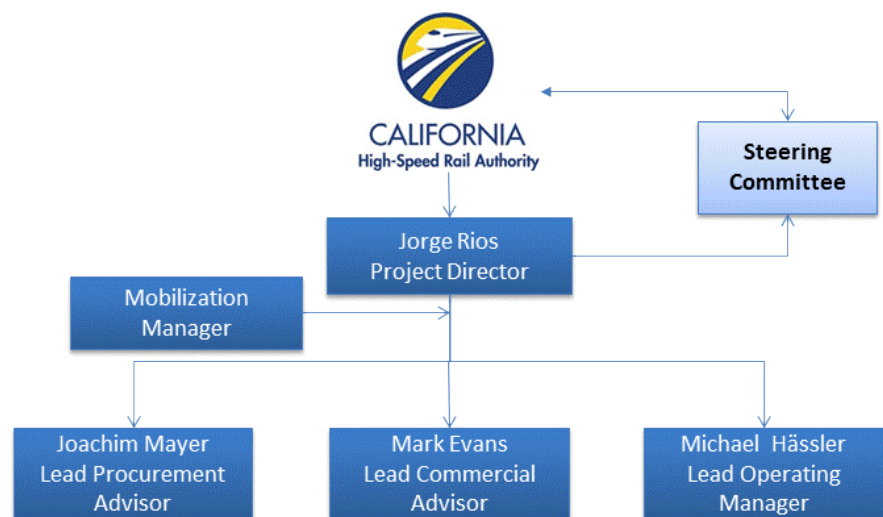 CALIFORNIA
High-Speed Rail Authority
Steering
Committee
Jorge Rios
Project Director
Mobilization
Manager
Joachim Mayer
Lead Procurement
Advisor
Mark Evans
Lead Commercial
Advisor
Michael Hässler
Lead Operating
Manager